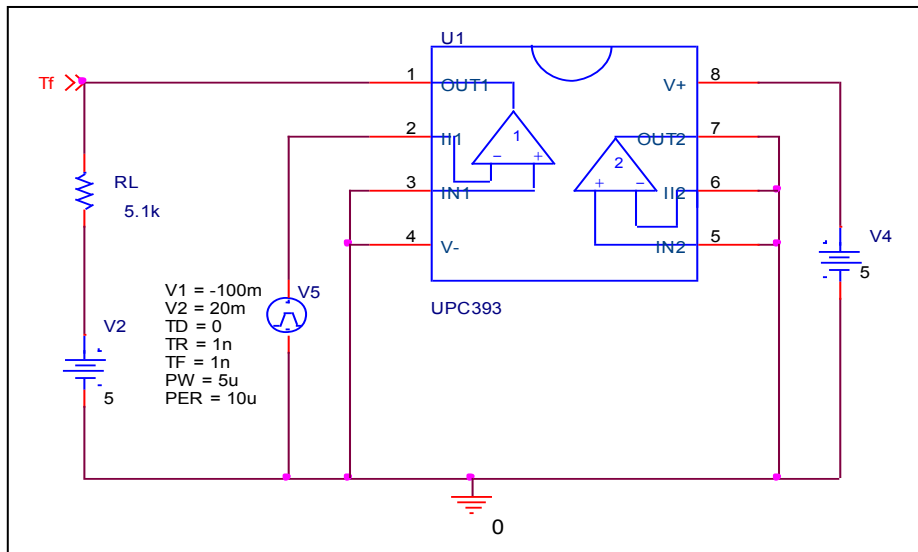 U1
Tf
1
OUT1
V+
8
2
II1
1
OUT2
7
2
3
IN1
II2
6
RL
5.1k
4
V-
IN2
5
V4
5
V1 = -100m
V2 = 20m
TD = 0
TR = 1n
TF = 1n
PW = 5u
PER = 10u
V5
UPC393
V2
5
0